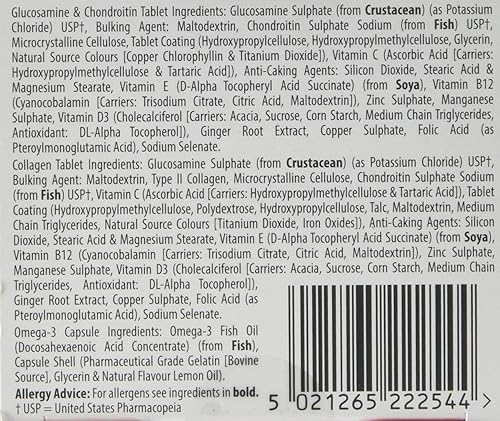 Glucosamine & Chondroitin Tablet Ingredients: Glucosamine Sulphate (from Crustacean) (as Potassium
Chloride) USP†, Bulking Agent: Maltodextrin, Chondroitin Sulphate Sodium (from Fish) USP†,
Microcrystalline Cellulose, Tablet Coating (Hydroxypropylcellulose, Hydroxypropylmethylcellulose, Glycerin,
Natural Source Colours [Copper Chlorophyllin & Titanium Dioxide]), Vitamin C (Ascorbic Acid [Carriers:
Hydroxypropylmethylcellulose & Tartaric Acid]), Anti-Caking Agents: Silicon Dioxide, Stearic Acid &
Magnesium Stearate, Vitamin E (D-Alpha Tocopheryl Acid Succinate) (from Soya), Vitamin B12
(Cyanocobalamin [Carriers: Trisodium Citrate, Citric Acid, Maltodextrin]), Zinc Sulphate, Manganese
Sulphate, Vitamin D3 (Cholecalciferol [Carriers: Acacia, Sucrose, Corn Starch, Medium Chain Triglycerides,
Antioxidant: DL-Alpha Tocopherol]), Ginger Root Extract, Copper Sulphate, Folic Acid (as
Pteroylmonoglutamic Acid), Sodium Selenate.
Collagen Tablet Ingredients: Glucosamine Sulphate (from Crustacean) (as Potassium Chloride) USP†,
Bulking Agent: Maltodextrin, Type II Collagen, Microcrystalline Cellulose, Chondroitin Sulphate Sodium
(from Fish) USP†, Vitamin C (Ascorbic Acid [Carriers: Hydroxypropylmethylcellulose & Tartaric Acid]), Tablet
Coating (Hydroxypropylmethylcellulose, Polydextrose, Hydroxypropylcellulose, Talc, Maltodextrin, Medium
Chain Triglycerides, Natural Source Colours [Titanium Dioxide, Iron Oxides]), Anti-Caking Agents: Silicon
Dioxide, Stearic Acid & Magnesium Stearate, Vitamin E (D-Alpha Tocopheryl Acid Succinate) (from Soya),
Vitamin B12 (Cyanocobalamin [Carriers: Trisodium Citrate, Citric Acid, Maltodextrin]), Zinc Sulphate,
Manganese Sulphate, Vitamin D3 (Cholecalciferol [Carriers: Acacia, Sucrose, Corn Starch, Medium Chain
Triglycerides, Antioxidant: DL-Alpha Tocopherol]),
Ginger Root Extract, Copper Sulphate, Folic Acid (as
Pteroylmonoglutamic Acid), Sodium Selenate.
Omega-3 Capsule Ingredients: Omega-3 Fish Oil
(Docosahexaenoic Acid Concentrate) (from Fish),
Capsule Shell (Pharmaceutical Grade Gelatin [Bovine
Source], Glycerin & Natural Flavour Lemon Oil).
Allergy Advice: For allergens see ingredients in bold.
† USP = United States Pharmacopeia
5 021265 222544 >